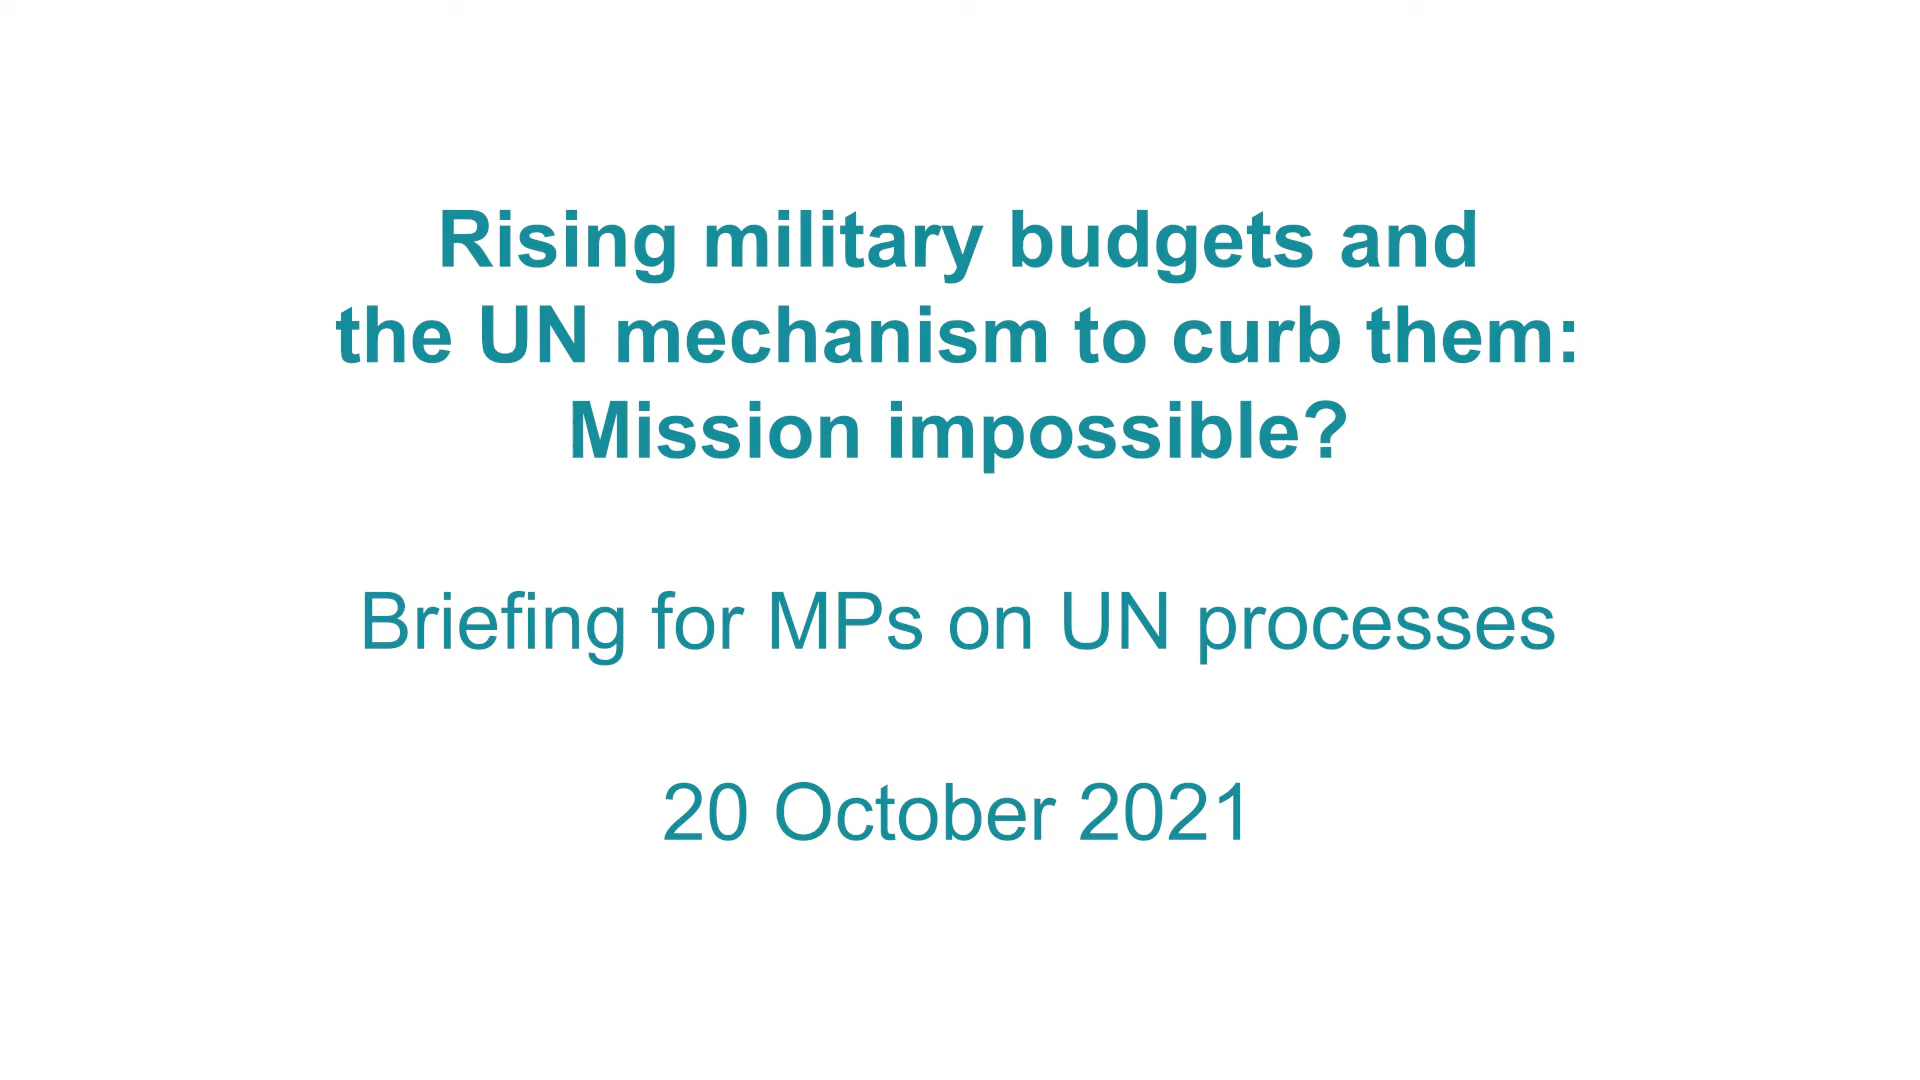 Rising military budgets and
the UN mechanism to curb them:
Mission impossible?
Briefing for MPs on UN processes
20 October 2021